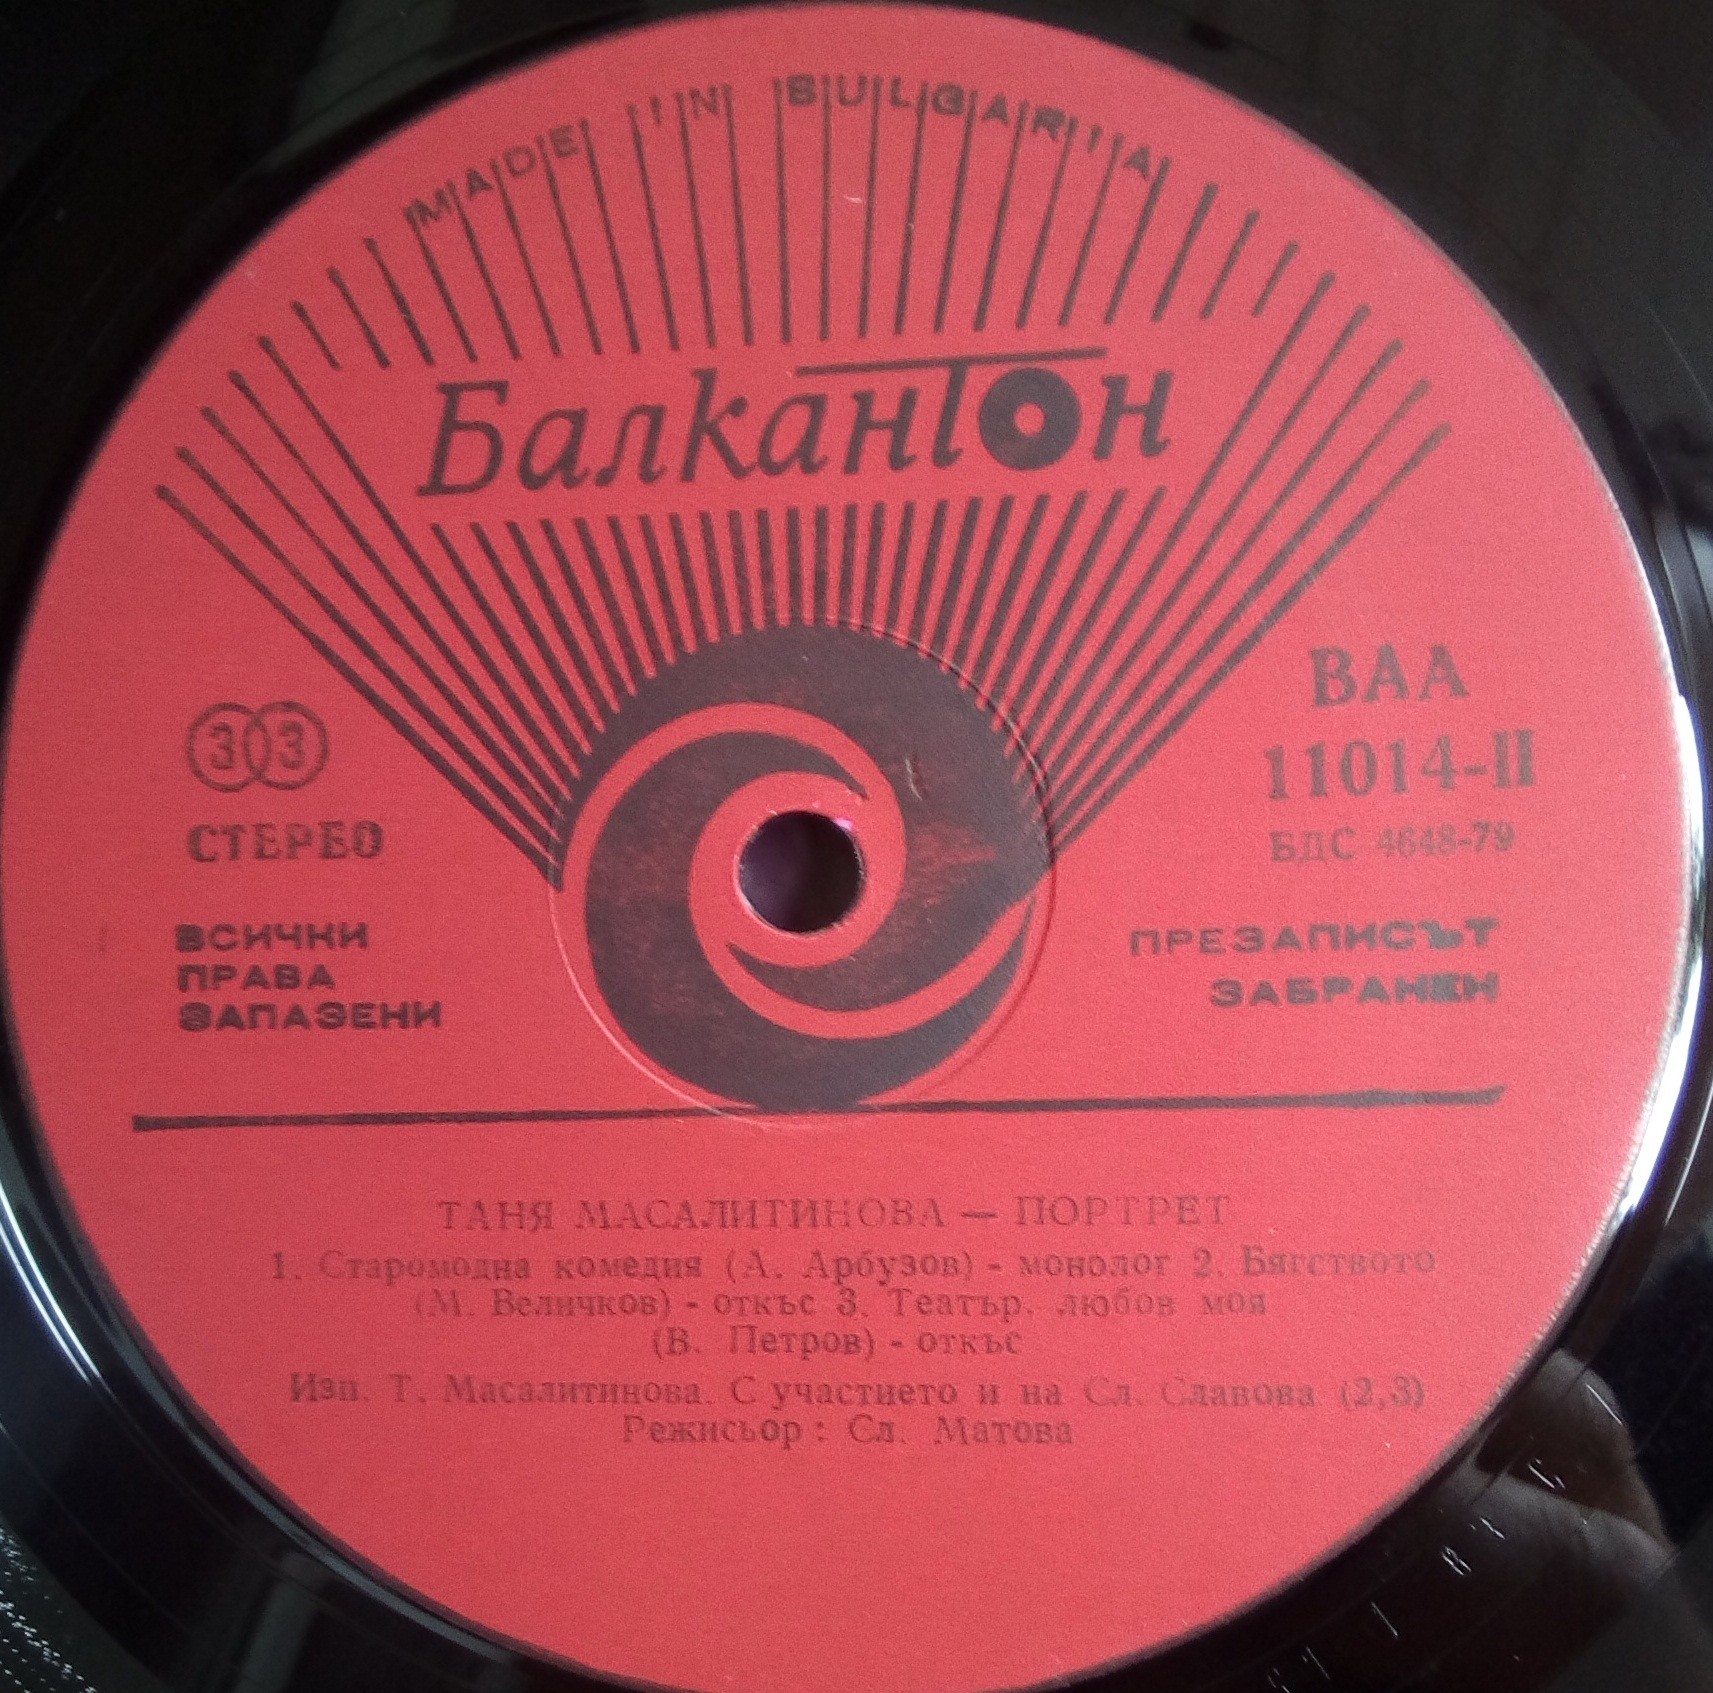 MADE IN BULGARIA
Балкантон
33
СТЕРЕО
ВАА
11014-II
БДС 4648-79
ВСИЧКИ
ПРАВА
ЗАПАЗЕНИ
ПРЕЗАПИСЪТ
ЗАБРАНЕН
ТАНЯ МАСАЛИТИНОВА — ПОРТРЕТ
1. Старомодна комедия (А. Арбузов) - монолог 2. Бягството
(М. Величков) - откъс 3. Театър. любов моя
(В. Петров) - откъс
Изп. Т. Масалитинова. С участието и на Сл. Славова (2,3)
Режисьор : Сл. Матова